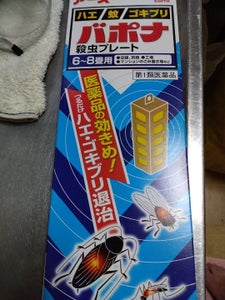 アース
ハエ/蚊/ゴキブリ
バポナ
殺虫プレート
6~8畳用
第1類医薬品
医薬品の効きめ!
つるだけハエ・ゴキブリ退治